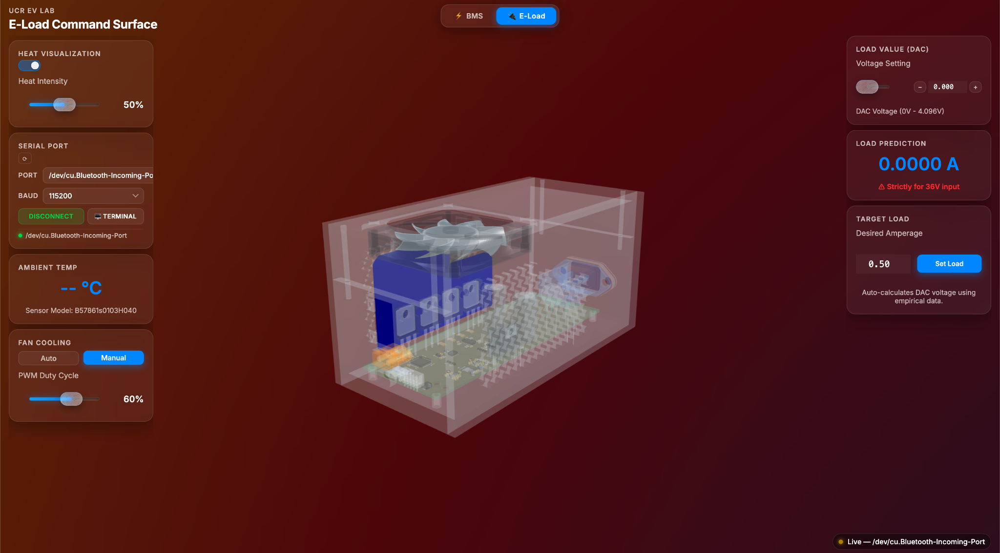 UCR EV LAB
E-Load Command Surface
BMS
E-Load
HEAT VISUALIZATION
Heat Intensity
50%
SERIAL PORT
PORT
/dev/cu.Bluetooth-Incoming-Po
BAUD
115200
DISCONNECT
TERMINAL
/dev/cu.Bluetooth-Incoming-Port
AMBIENT TEMP
-- °C
Sensor Model: B57861s0103H040
FAN COOLING
Auto
Manual
PWM Duty Cycle
60%
LOAD VALUE (DAC)
Voltage Setting
− 0.000 +
DAC Voltage (0V - 4.096V)
LOAD PREDICTION
0.0000 A
⚠ Strictly for 36V input
TARGET LOAD
Desired Amperage
0.50
Set Load
Auto-calculates DAC voltage using
empirical data.
Live — /dev/cu.Bluetooth-Incoming-Port